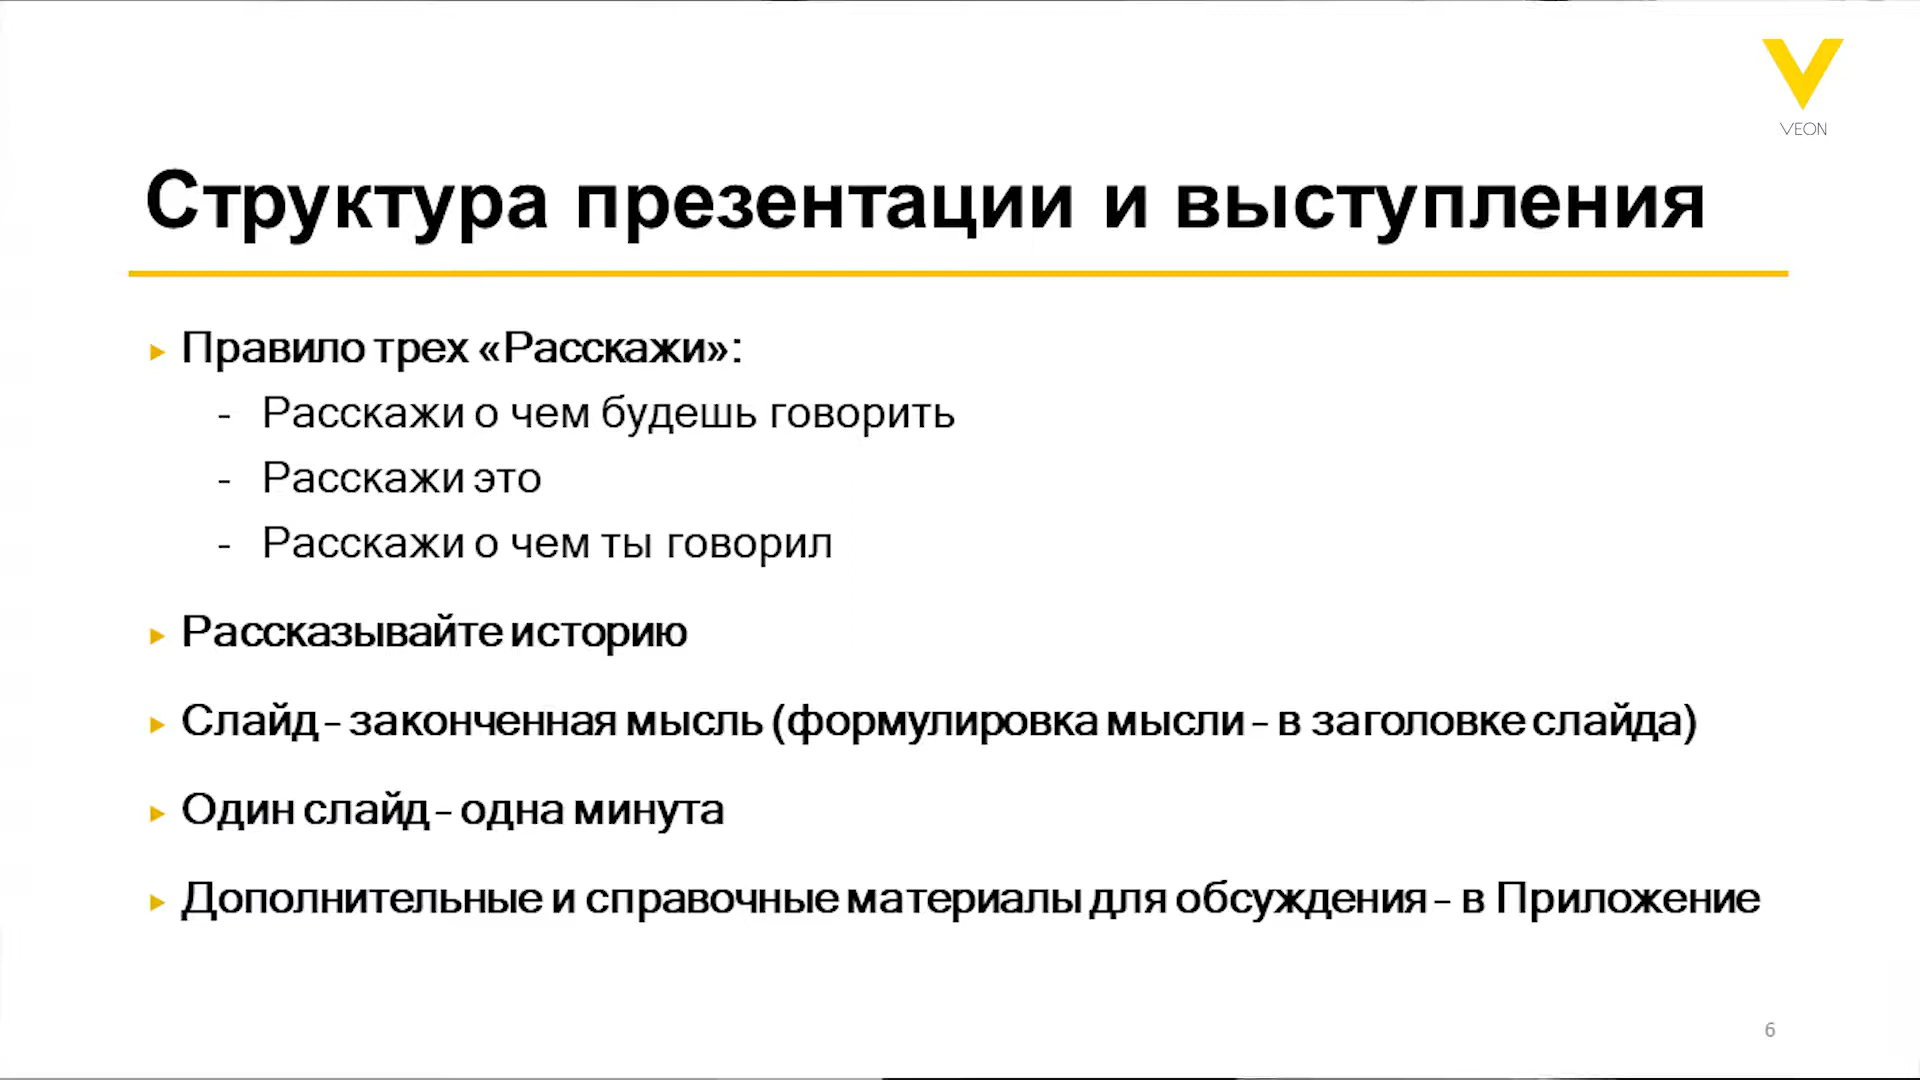 VEON
Структура презентации и выступления
Правило трех «Расскажи»:
- Расскажи о чем будешь говорить
- Расскажи это
- Расскажи о чем ты говорил
Рассказывайте историю
Слайд – законченная мысль (формулировка мысли – в заголовке слайда)
Один слайд – одна минута
Дополнительные и справочные материалы для обсуждения – в Приложение
6